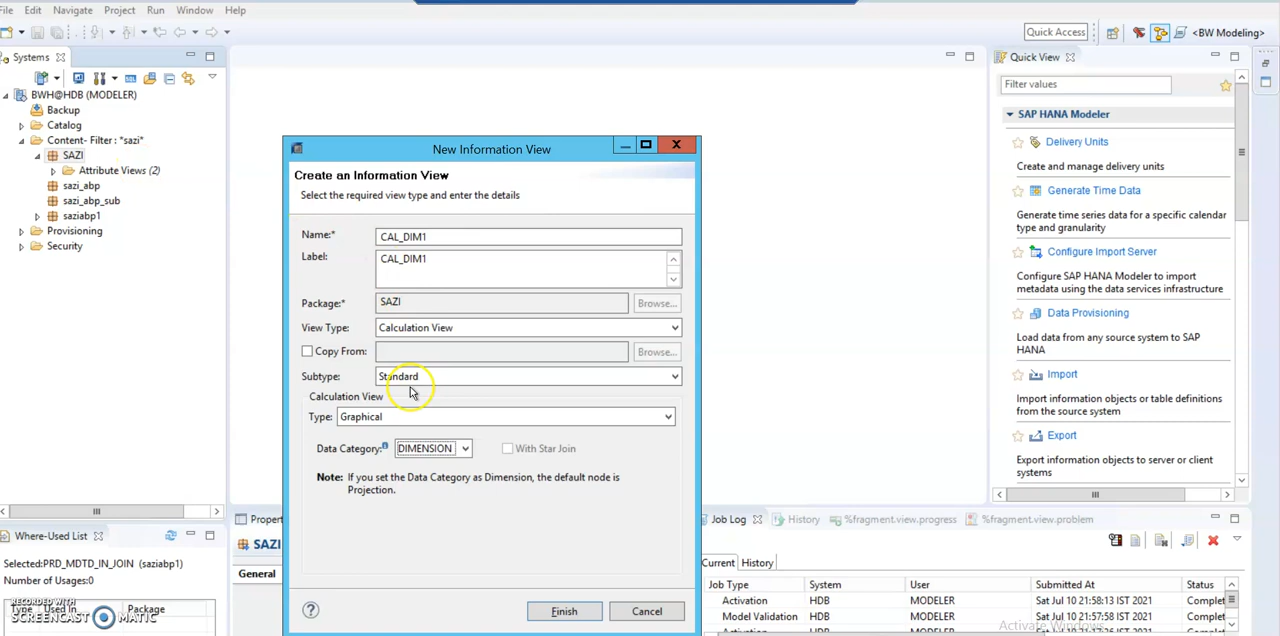 File Edit Navigate Project Run Window Help
Quick Access
<BW Modeling>
Systems
BWH@HDB (MODELER)
Backup
Catalog
Content- Filter : *sazi*
SAZI
Attribute Views (2)
sazi_abp
sazi_abp_sub
saziabp1
Provisioning
Security
Where-Used List
Selected:PRD_MDTD_IN_JOIN (saziabp1)
Number of Usages:0
Type Used In Package
RECORDED WITH
SCREENCAST MATIC
New Information View
Create an Information View
Select the required view type and enter the details
Name:* CAL_DIM1
Label: CAL_DIM1
Package:* SAZI Browse...
View Type: Calculation View
Copy From: Browse...
Subtype: Standard
Calculation View
Type: Graphical
Data Category: DIMENSION With Star Join
Note: If you set the Data Category as Dimension, the default node is
Projection.
Finish Cancel
Propert
SAZI
General
Quick View
Filter values
SAP HANA Modeler
Delivery Units
Create and manage delivery units
Generate Time Data
Generate time series data for a specific calendar
type and granularity
Configure Import Server
Configure SAP HANA Modeler to import
metadata using the data services infrastructure
Data Provisioning
Load data from any source system to SAP
HANA
Import
Import information objects or table definitions
from the source system
Export
Export information objects to server or client
systems
Job Log History %fragment.view.progress %fragment.view.problem
Current History
Job Type System User Submitted At Status
Activation HDB MODELER Sat Jul 10 21:58:13 IST 2021 Complet
Model Validation HDB MODELER Sat Jul 10 21:57:58 IST 2021 Complet
Activate Windows